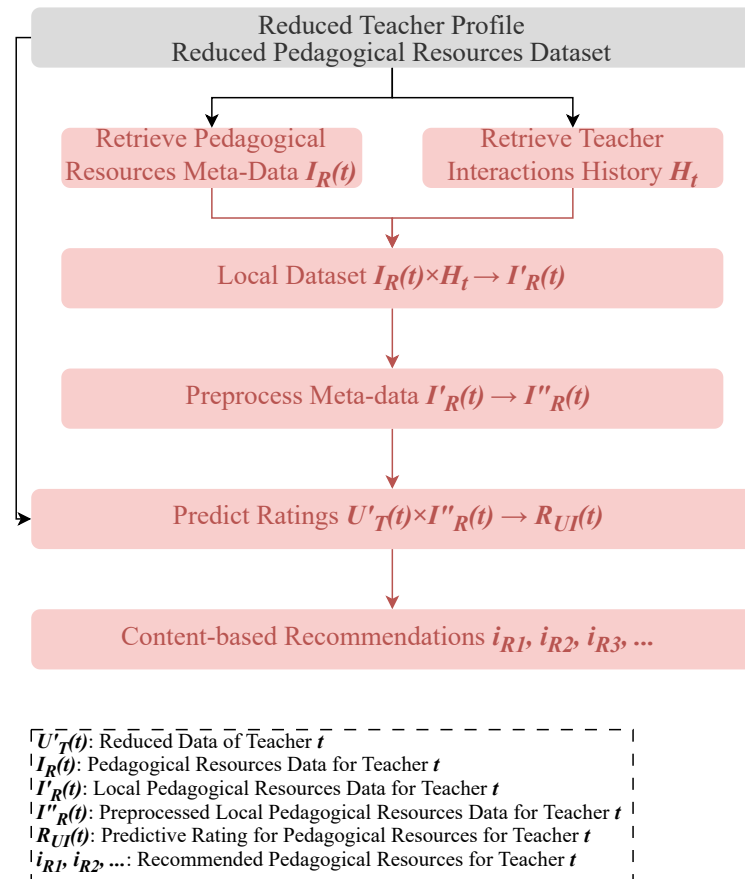 Reduced Teacher Profile
Reduced Pedagogical Resources Dataset
Retrieve Pedagogical
Resources Meta-Data I_R(t)
Retrieve Teacher
Interactions History H_t
Local Dataset I_R(t)×H_t → I'_R(t)
Preprocess Meta-data I'_R(t) → I''_R(t)
Predict Ratings U'_T(t)×I''_R(t) → R_UI(t)
Content-based Recommendations i_R1, i_R2, i_R3, ...
U'_T(t): Reduced Data of Teacher t
I_R(t): Pedagogical Resources Data for Teacher t
I'_R(t): Local Pedagogical Resources Data for Teacher t
I''_R(t): Preprocessed Local Pedagogical Resources Data for Teacher t
R_UI(t): Predictive Rating for Pedagogical Resources for Teacher t
i_R1, i_R2, ...: Recommended Pedagogical Resources for Teacher t